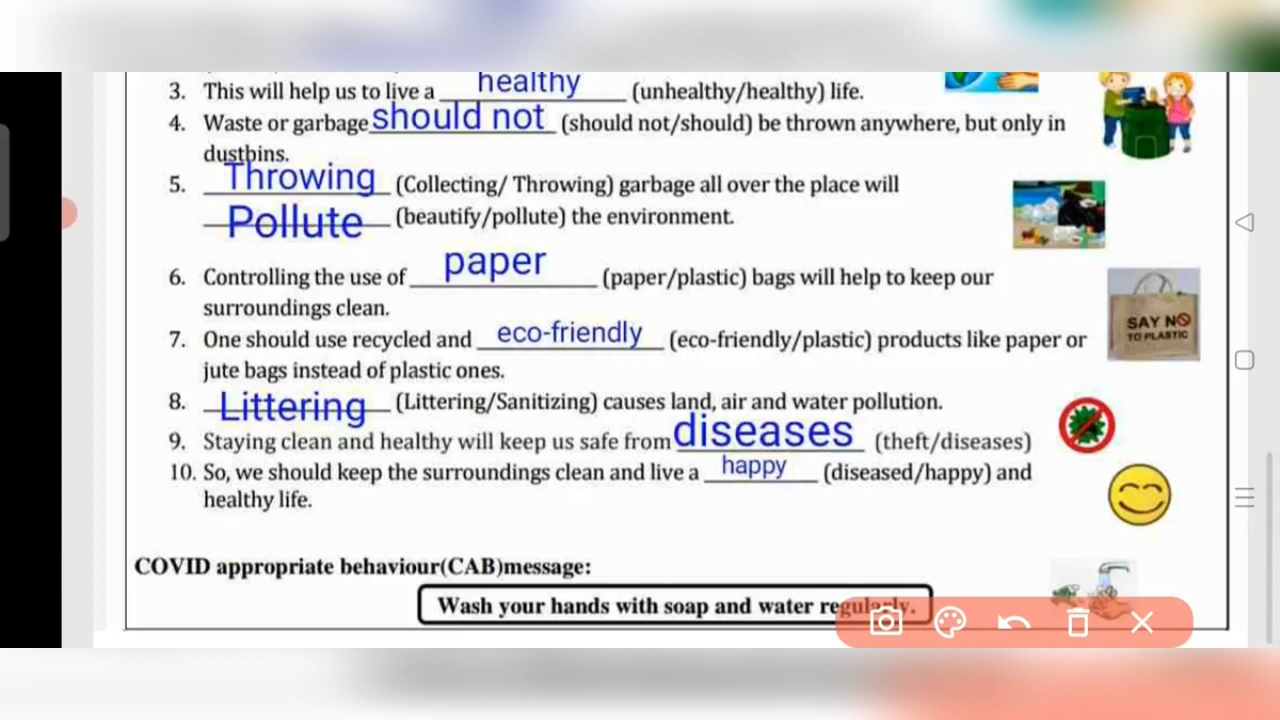 3. This will help us to live a healthy (unhealthy/healthy) life.
4. Waste or garbage should not (should not/should) be thrown anywhere, but only in
dustbins.
5. Throwing (Collecting/ Throwing) garbage all over the place will
Pollute (beautify/pollute) the environment.
6. Controlling the use of paper (paper/plastic) bags will help to keep our
surroundings clean.
SAY NO
TO PLASTIC
7. One should use recycled and eco-friendly (eco-friendly/plastic) products like paper or
jute bags instead of plastic ones.
8. Littering (Littering/Sanitizing) causes land, air and water pollution.
9. Staying clean and healthy will keep us safe from diseases (theft/diseases)
10. So, we should keep the surroundings clean and live a happy (diseased/happy) and
healthy life.
COVID appropriate behaviour(CAB)message:
Wash your hands with soap and water regularly.